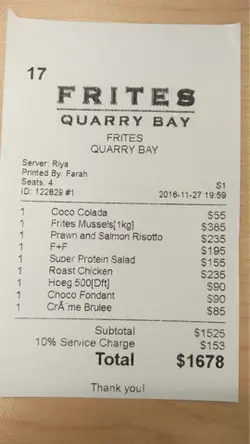 17
FRITES
QUARRY BAY
FRITES
QUARRY BAY
Server: Riya
Printed By: Farah
Seats: 4 S1
ID: 122829 #1 2016-11-27 19:59
1 Coco Colada $55
1 Frites Mussels[1kg] $385
1 Prawn and Salmon Risotto $235
1 F+F $195
1 Super Protein Salad $155
1 Roast Chicken $235
1 Hoeg 500[Dft] $90
1 Choco Fondant $90
1 CrÃ¨me Brulee $85
Subtotal $1525
10% Service Charge $153
Total $1678
Thank you!